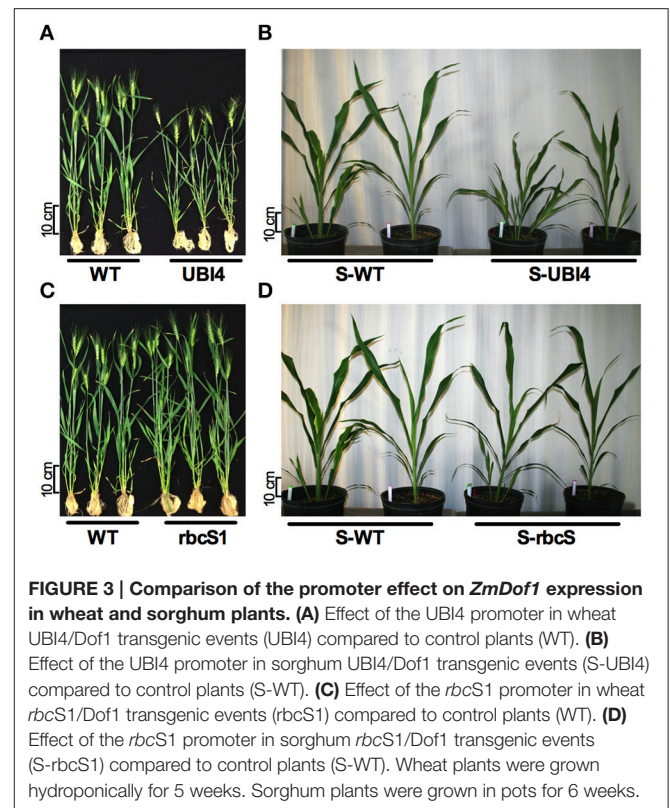 A
B
10 cm
10 cm
WT
UBI4
S-WT
S-UBI4
C
D
10 cm
10 cm
WT
rbcS1
S-WT
S-rbcS
FIGURE 3 | Comparison of the promoter effect on ZmDof1 expression
in wheat and sorghum plants. (A) Effect of the UBI4 promoter in wheat
UBI4/Dof1 transgenic events (UBI4) compared to control plants (WT). (B)
Effect of the UBI4 promoter in sorghum UBI4/Dof1 transgenic events (S-UBI4)
compared to control plants (S-WT). (C) Effect of the rbcS1 promoter in wheat
rbcS1/Dof1 transgenic events (rbcS1) compared to control plants (WT). (D)
Effect of the rbcS1 promoter in sorghum rbcS1/Dof1 transgenic events
(S-rbcS1) compared to control plants (S-WT). Wheat plants were grown
hydroponically for 5 weeks. Sorghum plants were grown in pots for 6 weeks.